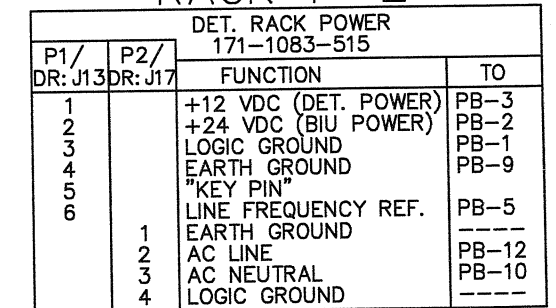 DET. RACK POWER
171-1083-515
P1/ P2/
DR: J13 DR: J17 FUNCTION TO
1 +12 VDC (DET. POWER) PB-3
2 +24 VDC (BIU POWER) PB-2
3 LOGIC GROUND PB-1
4 EARTH GROUND PB-9
5 "KEY PIN"
6 LINE FREQUENCY REF. PB-5
1 EARTH GROUND ----
2 AC LINE PB-12
3 AC NEUTRAL PB-10
4 LOGIC GROUND ----